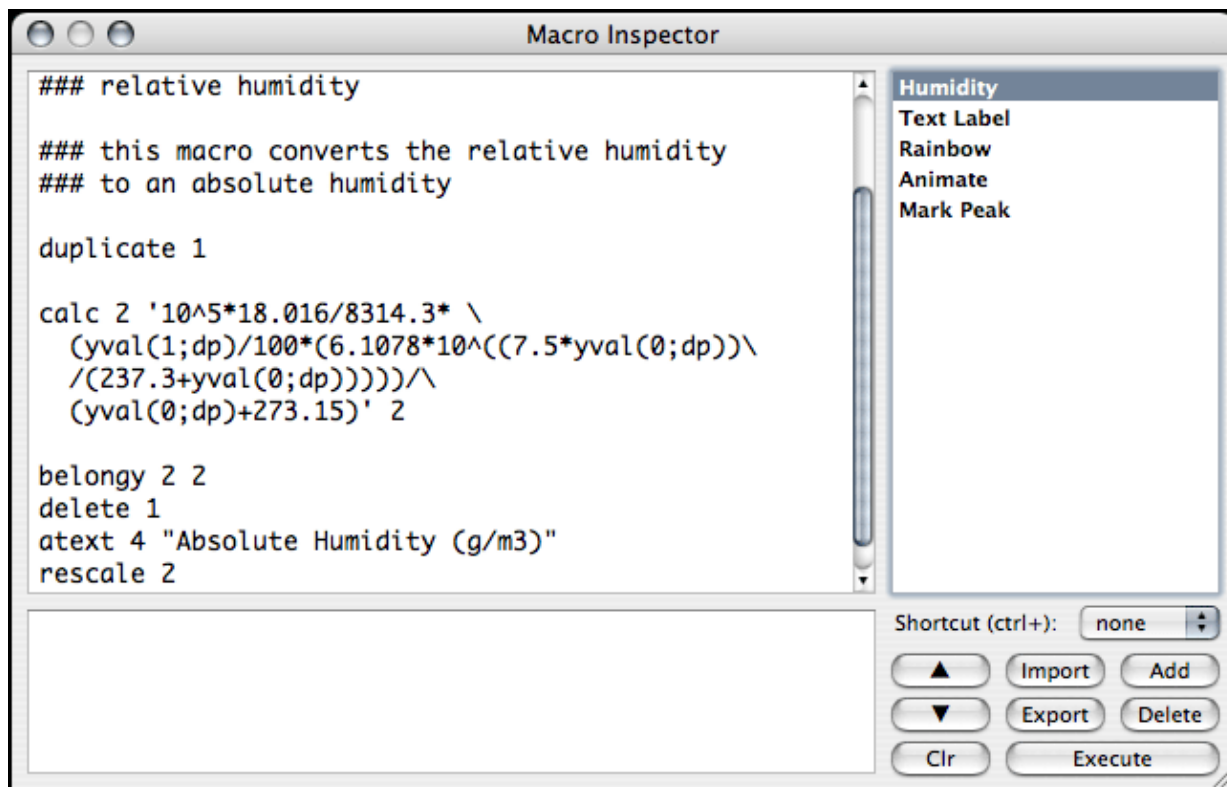 Macro Inspector
### relative humidity
### this macro converts the relative humidity
### to an absolute humidity
duplicate 1
calc 2 '10^5*18.016/8314.3* \
(yval(1;dp)/100*(6.1078*10^((7.5*yval(0;dp))\
/(237.3+yval(0;dp)))))/\
(yval(0;dp)+273.15)' 2
belongy 2 2
delete 1
atext 4 "Absolute Humidity (g/m3)"
rescale 2
Humidity
Text Label
Rainbow
Animate
Mark Peak
Shortcut (ctrl+): none
▲ Import Add
▼ Export Delete
Clr Execute